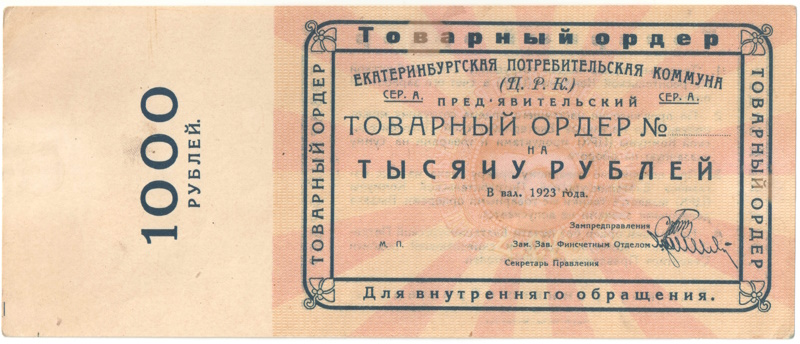 1000
РУБЛЕЙ.
Товарный ордер
ТОВАРНЫЙ ОРДЕР
ЕКАТЕРИНБУРГСКАЯ ПОТРЕБИТЕЛЬСКАЯ КОММУНА
(Ц. Р. К.)
СЕР. А.
СЕР. А.
ПРЕД'ЯВИТЕЛЬСКИЙ
ТОВАРНЫЙ ОРДЕР №
НА
ТЫСЯЧУ РУБЛЕЙ
В вал. 1923 года.
Зампредправления
М. П.
Зам. Зав. Финсчетным Отделом
Секретарь Правления
ТОВАРНЫЙ ОРДЕР
Для внутреннего обращения.